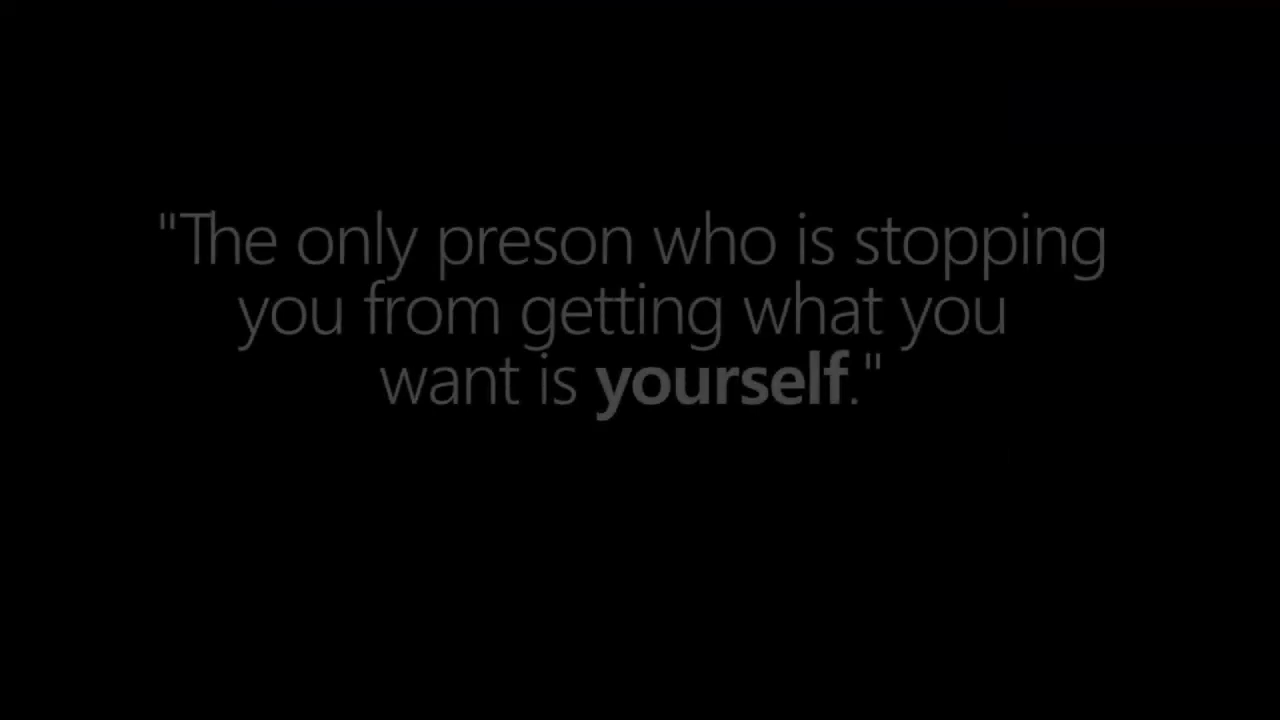 "The only preson who is stopping
you from getting what you
want is yourself."